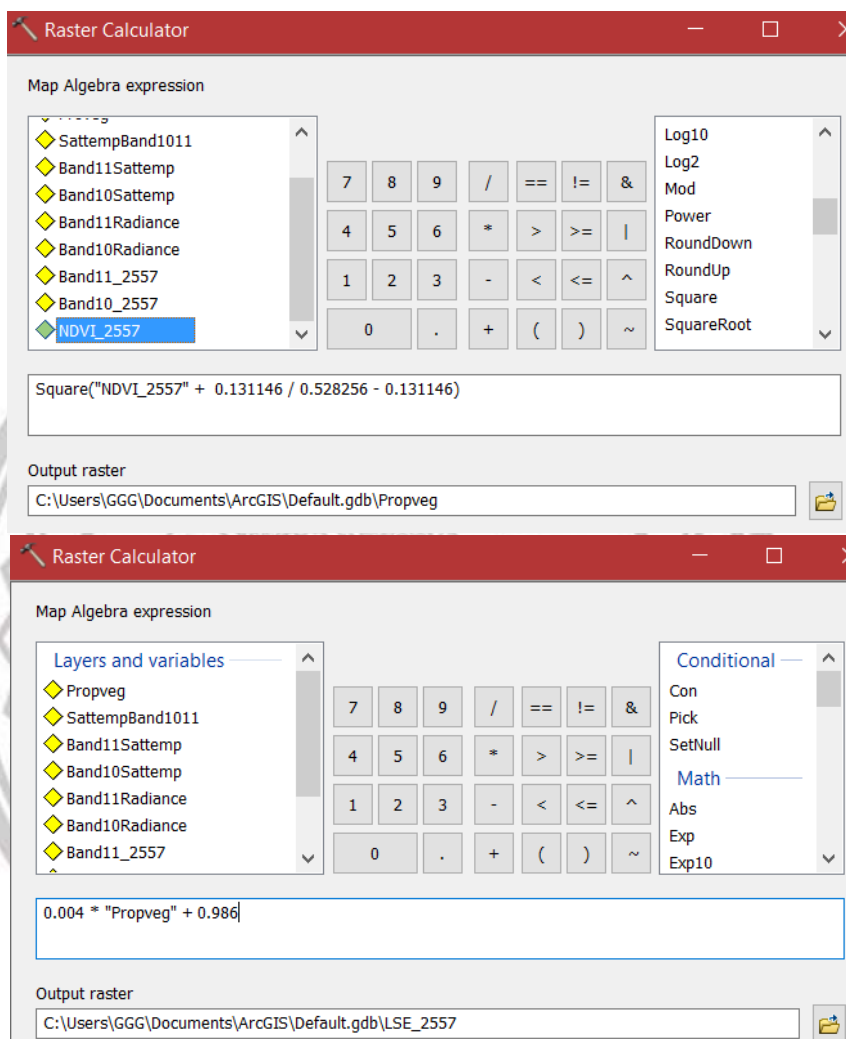 Raster Calculator
Map Algebra expression
SattempBand1011
Band11Sattemp
Band10Sattemp
Band11Radiance
Band10Radiance
Band11_2557
Band10_2557
NDVI_2557
7 8 9 / == != &
4 5 6 * > >= |
1 2 3 - < <= ^
0 . + ( ) ~
Log10
Log2
Mod
Power
RoundDown
RoundUp
Square
SquareRoot
Square("NDVI_2557" + 0.131146 / 0.528256 - 0.131146)
Output raster
C:\Users\GGG\Documents\ArcGIS\Default.gdb\Propveg
Raster Calculator
Map Algebra expression
Layers and variables
Propveg
SattempBand1011
Band11Sattemp
Band10Sattemp
Band11Radiance
Band10Radiance
Band11_2557
7 8 9 / == != &
4 5 6 * > >= |
1 2 3 - < <= ^
0 . + ( ) ~
Conditional
Con
Pick
SetNull
Math
Abs
Exp
Exp10
0.004 * "Propveg" + 0.986
Output raster
C:\Users\GGG\Documents\ArcGIS\Default.gdb\LSE_2557